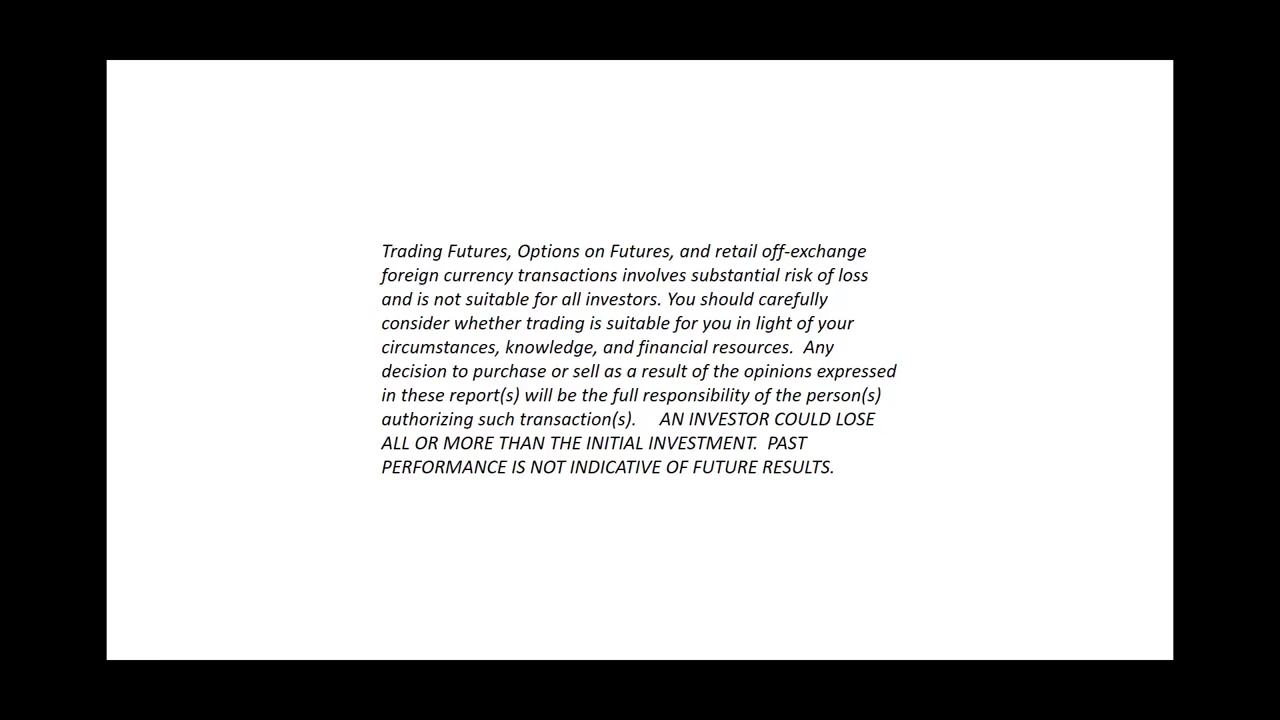 Trading Futures, Options on Futures, and retail off-exchange
foreign currency transactions involves substantial risk of loss
and is not suitable for all investors. You should carefully
consider whether trading is suitable for you in light of your
circumstances, knowledge, and financial resources.  Any
decision to purchase or sell as a result of the opinions expressed
in these report(s) will be the full responsibility of the person(s)
authorizing such transaction(s).     AN INVESTOR COULD LOSE
ALL OR MORE THAN THE INITIAL INVESTMENT.  PAST
PERFORMANCE IS NOT INDICATIVE OF FUTURE RESULTS.